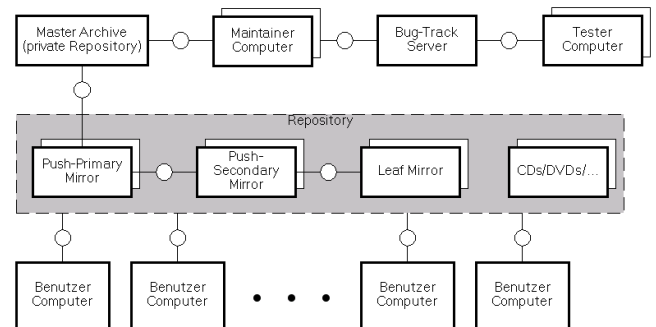 Master Archive
(private Repository)
Maintainer
Computer
Bug-Track
Server
Tester
Computer
Repository
Push-Primary
Mirror
Push-
Secondary
Mirror
Leaf Mirror
CDs/DVDs/...
Benutzer
Computer
Benutzer
Computer
Benutzer
Computer
Benutzer
Computer